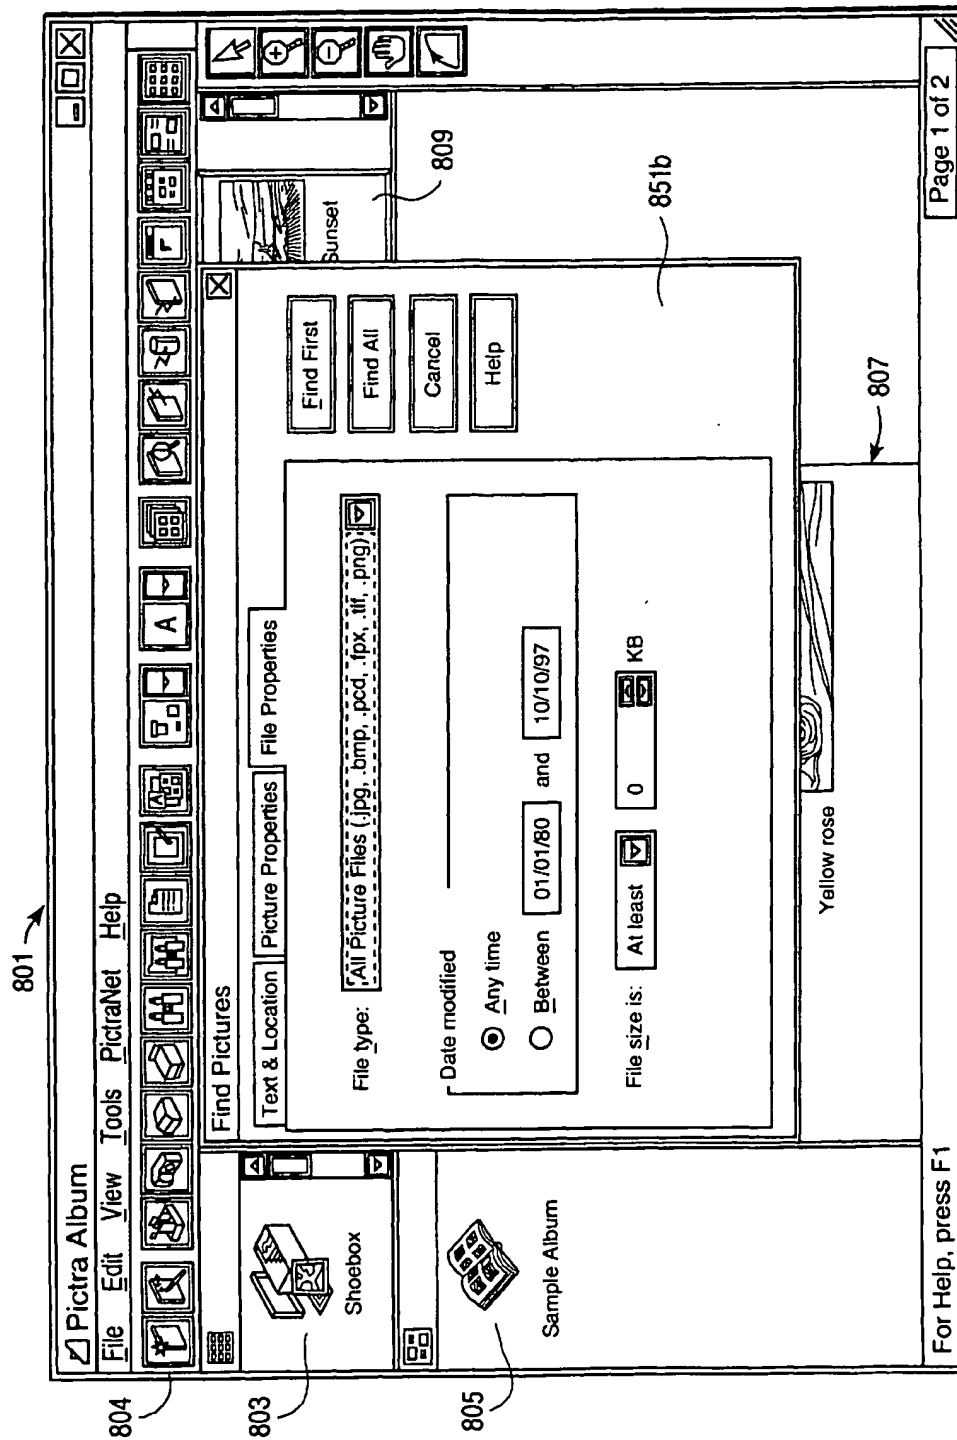 801
Pictra Album
File Edit View Tools PictraNet Help
804
A
A
Find Pictures
Text & Location Picture Properties File Properties
File type: All Picture Files (.jpg, .bmp, .pcd, .fpx, .tif, .png)
Date modified
Any time
Between 01/01/80 and 10/10/97
File size is: At least 0 KB
Find First
Find All
Cancel
Help
803
Shoebox
805
Sample Album
Sunset
809
851b
Yellow rose
807
For Help, press F1
Page 1 of 2